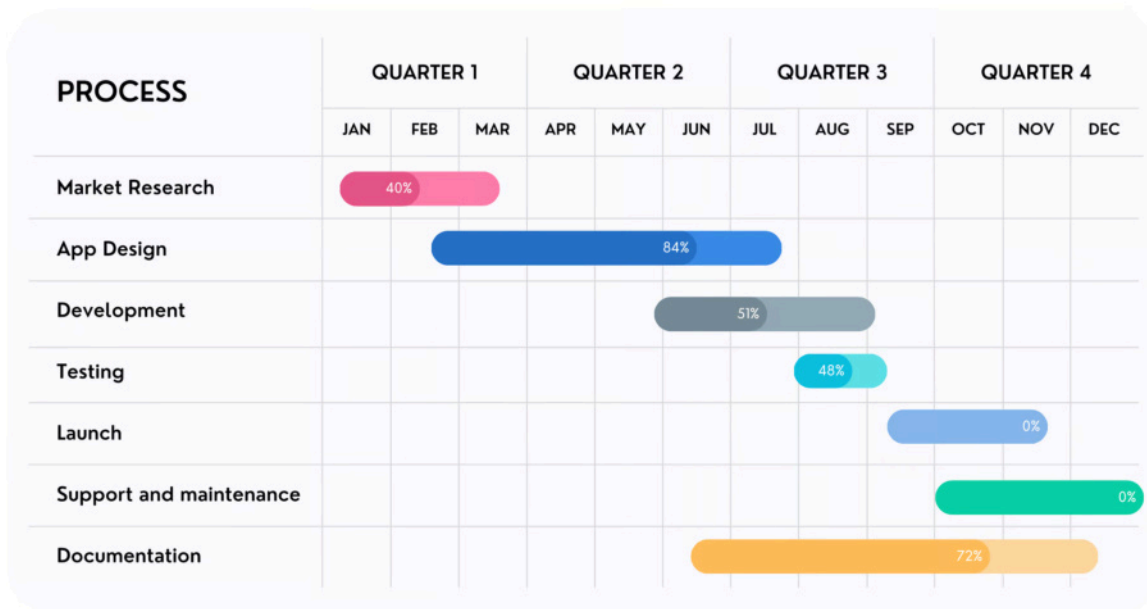 PROCESS
QUARTER 1 QUARTER 2 QUARTER 3 QUARTER 4
JAN FEB MAR APR MAY JUN JUL AUG SEP OCT NOV DEC
Market Research 40%
App Design 84%
Development 51%
Testing 48%
Launch 0%
Support and maintenance 0%
Documentation 72%